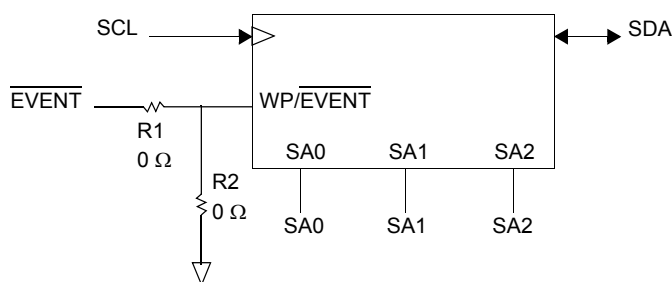 SCL
SDA
EVENT
WP/EVENT
R1
0 Ω
SA0 SA1 SA2
R2
0 Ω
SA0 SA1 SA2